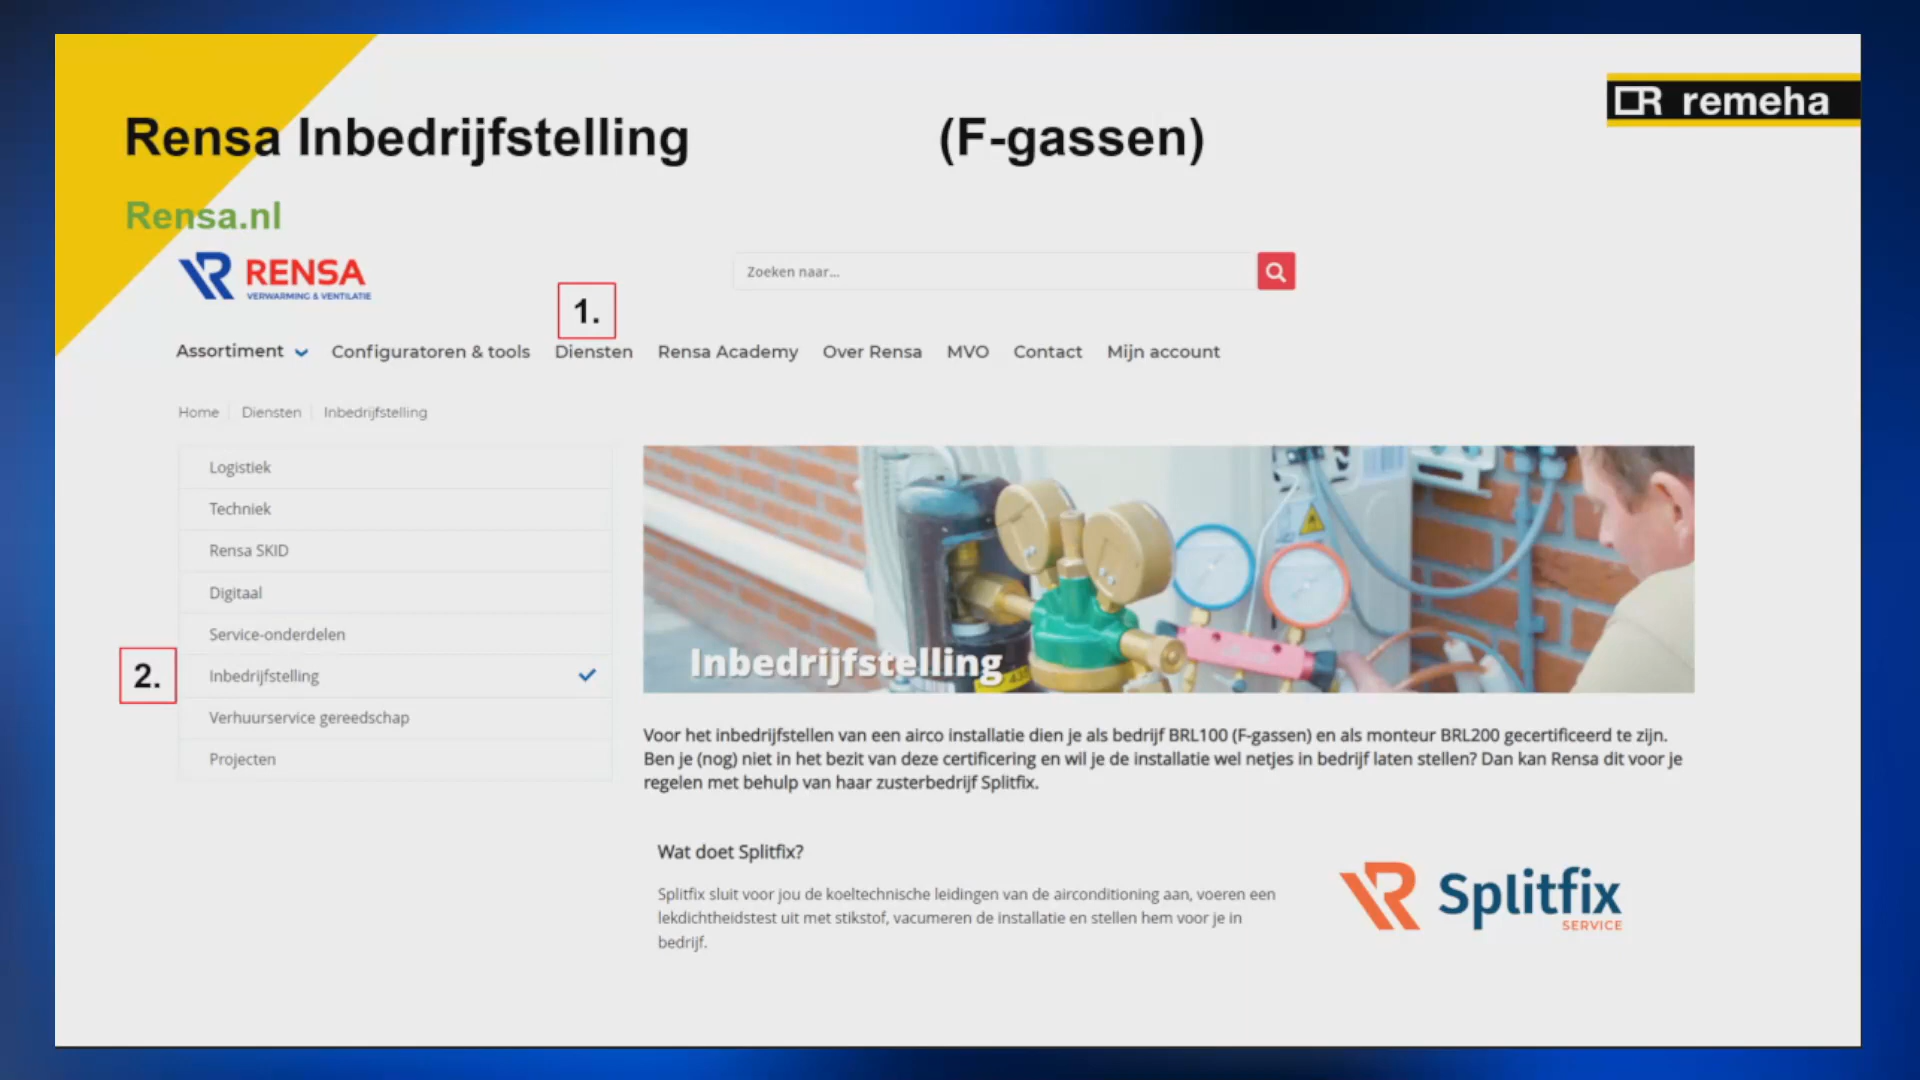 Rensa Inbedrijfstelling (F-gassen)
remeha
Rensa.nl
RENSA
VERWARMING & VENTILATIE
Zoeken naar...
1.
Assortiment Configuratoren & tools Diensten Rensa Academy Over Rensa MVO Contact Mijn account
Home Diensten Inbedrijfstelling
Logistiek
Techniek
Rensa SKID
Digitaal
Service-onderdelen
2.
Inbedrijfstelling
Verhuurservice gereedschap
Projecten
Inbedrijfstelling
Voor het inbedrijfstellen van een airco installatie dien je als bedrijf BRL100 (F-gassen) en als monteur BRL200 gecertificeerd te zijn.
Ben je (nog) niet in het bezit van deze certificering en wil je de installatie wel netjes in bedrijf laten stellen? Dan kan Rensa dit voor je
regelen met behulp van haar zusterbedrijf Splitfix.
Wat doet Splitfix?
Splitfix sluit voor jou de koeltechnische leidingen van de airconditioning aan, voeren een
lekdichtheidstest uit met stikstof, vacumeren de installatie en stellen hem voor je in
bedrijf.
Splitfix
SERVICE